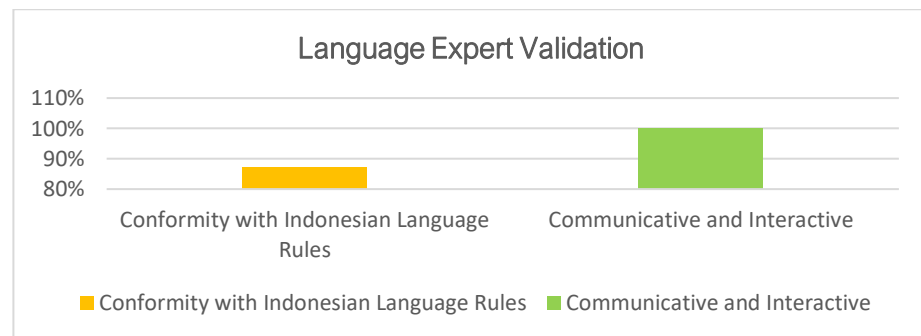 Language Expert Validation
110%
100%
90%
80%
Conformity with Indonesian Language
Rules
Communicative and Interactive
Conformity with Indonesian Language Rules
Communicative and Interactive